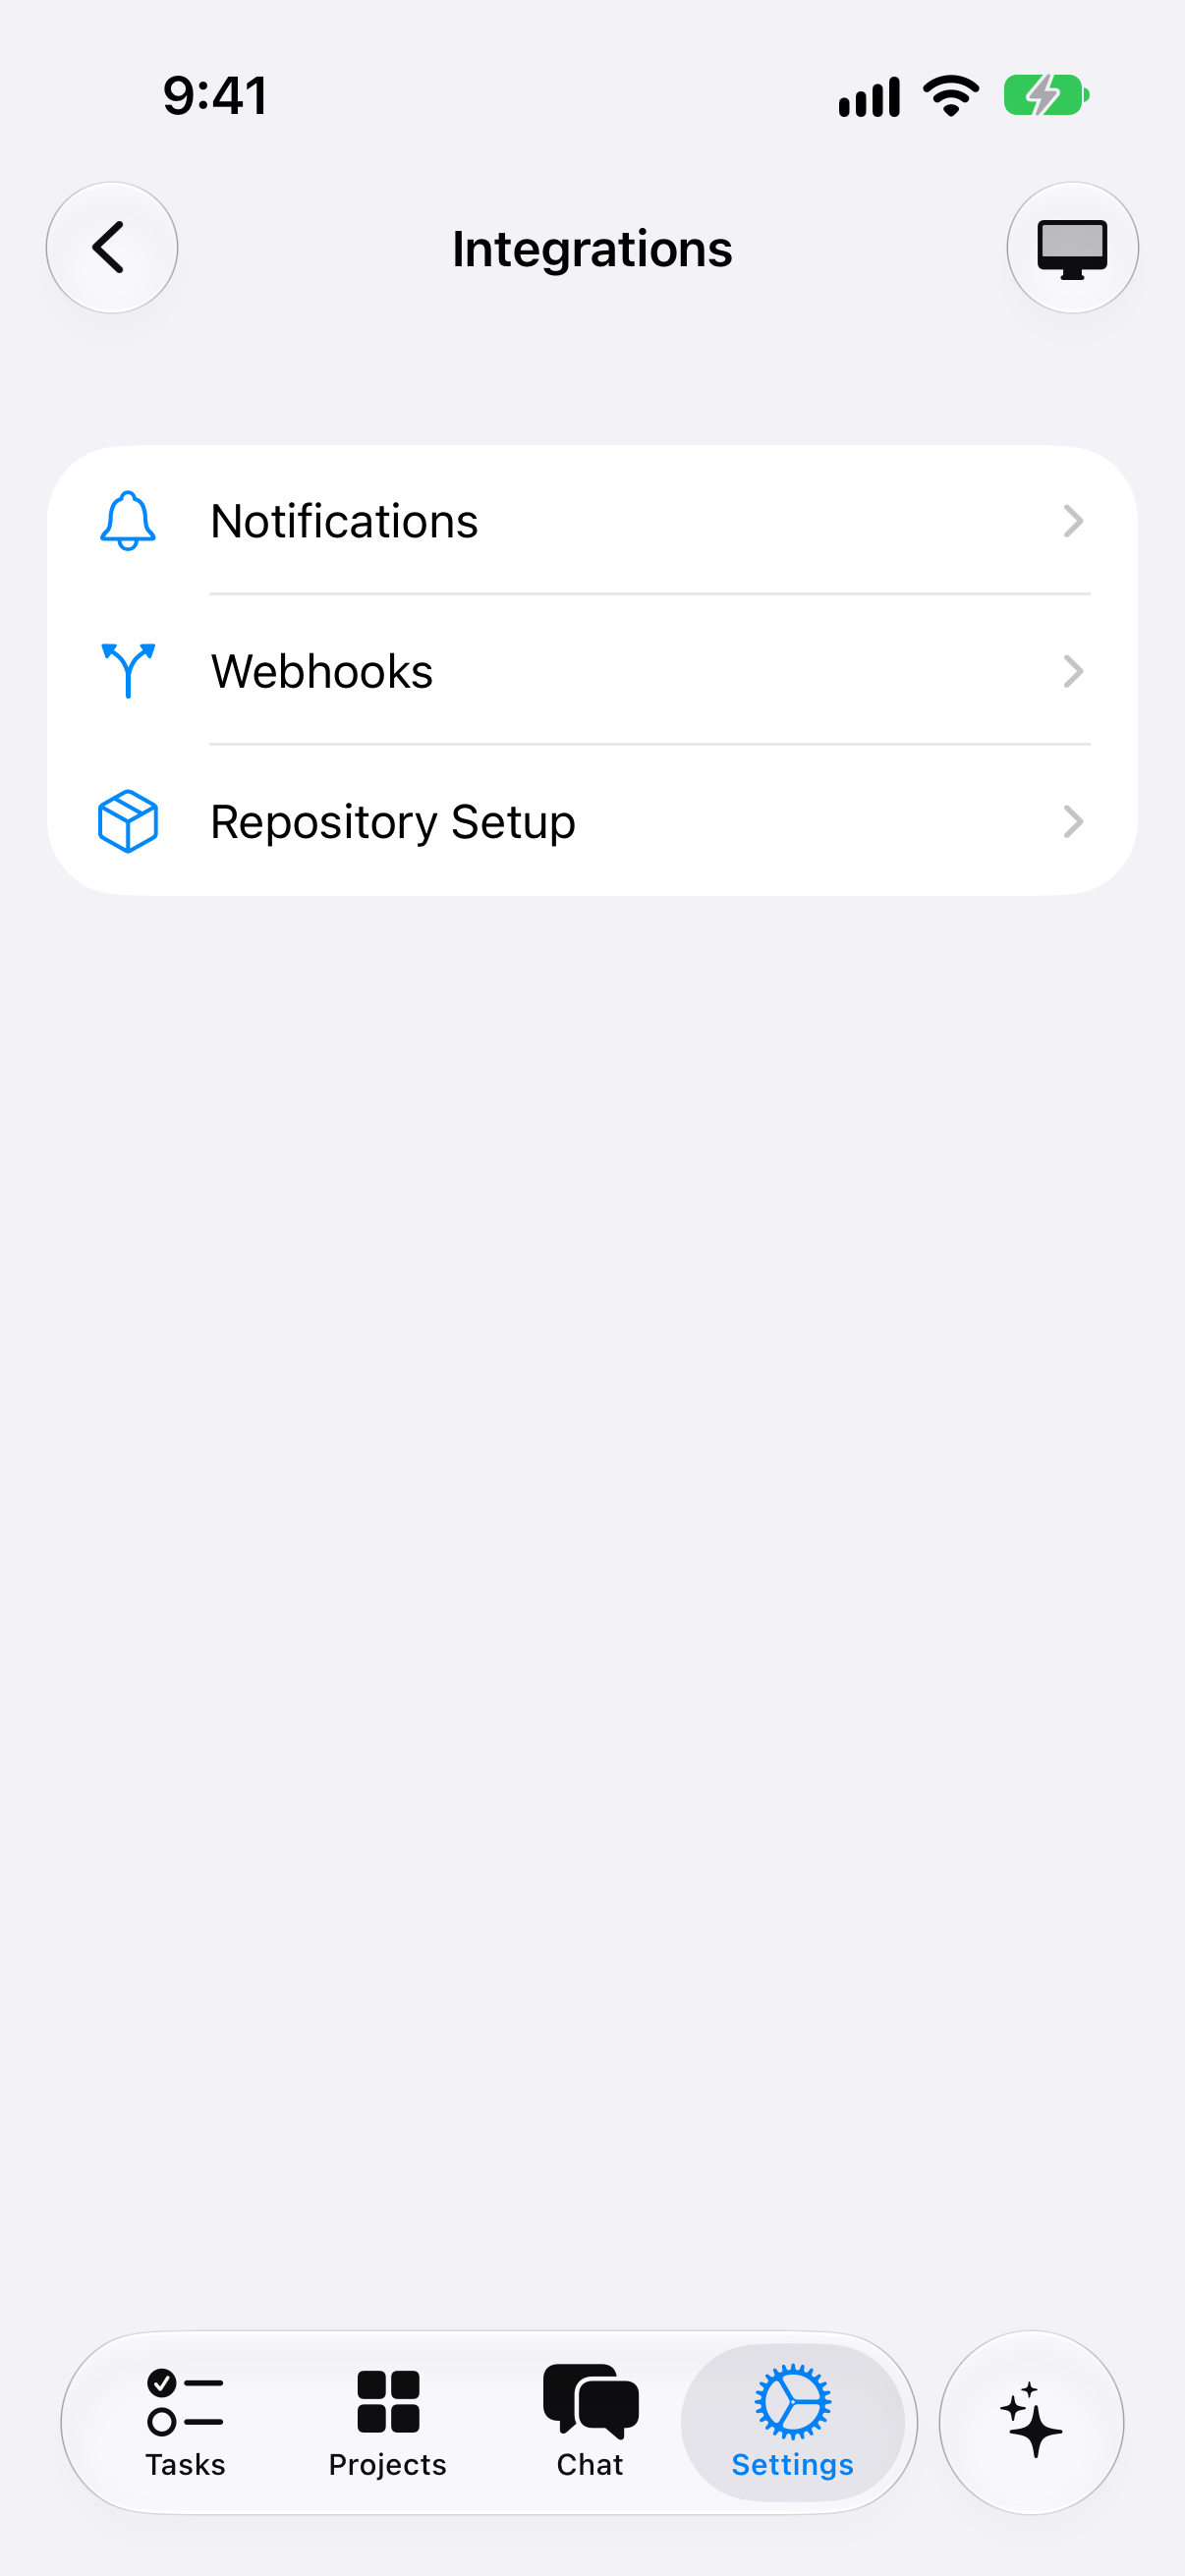 9:41
Integrations
Notifications
Webhooks
Repository Setup
Tasks
Projects
Chat
Settings